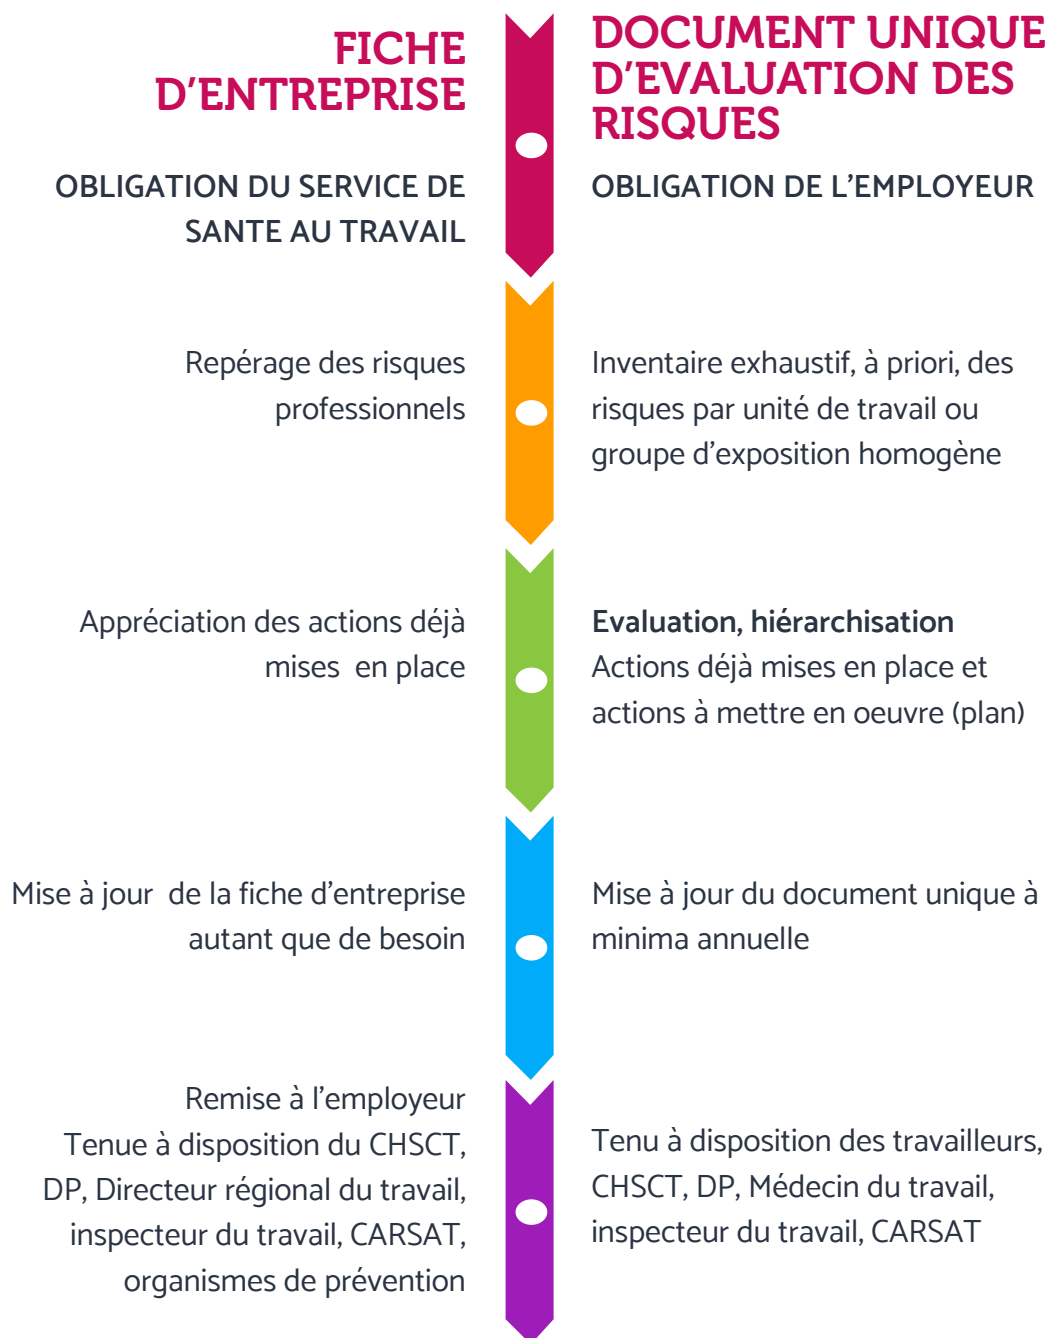 FICHE
D’ENTREPRISE
DOCUMENT UNIQUE
D’EVALUATION DES
RISQUES
OBLIGATION DU SERVICE DE
SANTE AU TRAVAIL
OBLIGATION DE L’EMPLOYEUR
Repérage des risques
professionnels
Inventaire exhaustif, à priori, des
risques par unité de travail ou
groupe d’exposition homogène
Appréciation des actions déjà
mises en place
Evaluation, hiérarchisation
Actions déjà mises en place et
actions à mettre en oeuvre (plan)
Mise à jour de la fiche d’entreprise
autant que de besoin
Mise à jour du document unique à
minima annuelle
Remise à l’employeur
Tenue à disposition du CHSCT,
DP, Directeur régional du travail,
inspecteur du travail, CARSAT,
organismes de prévention
Tenu à disposition des travailleurs,
CHSCT, DP, Médecin du travail,
inspecteur du travail, CARSAT